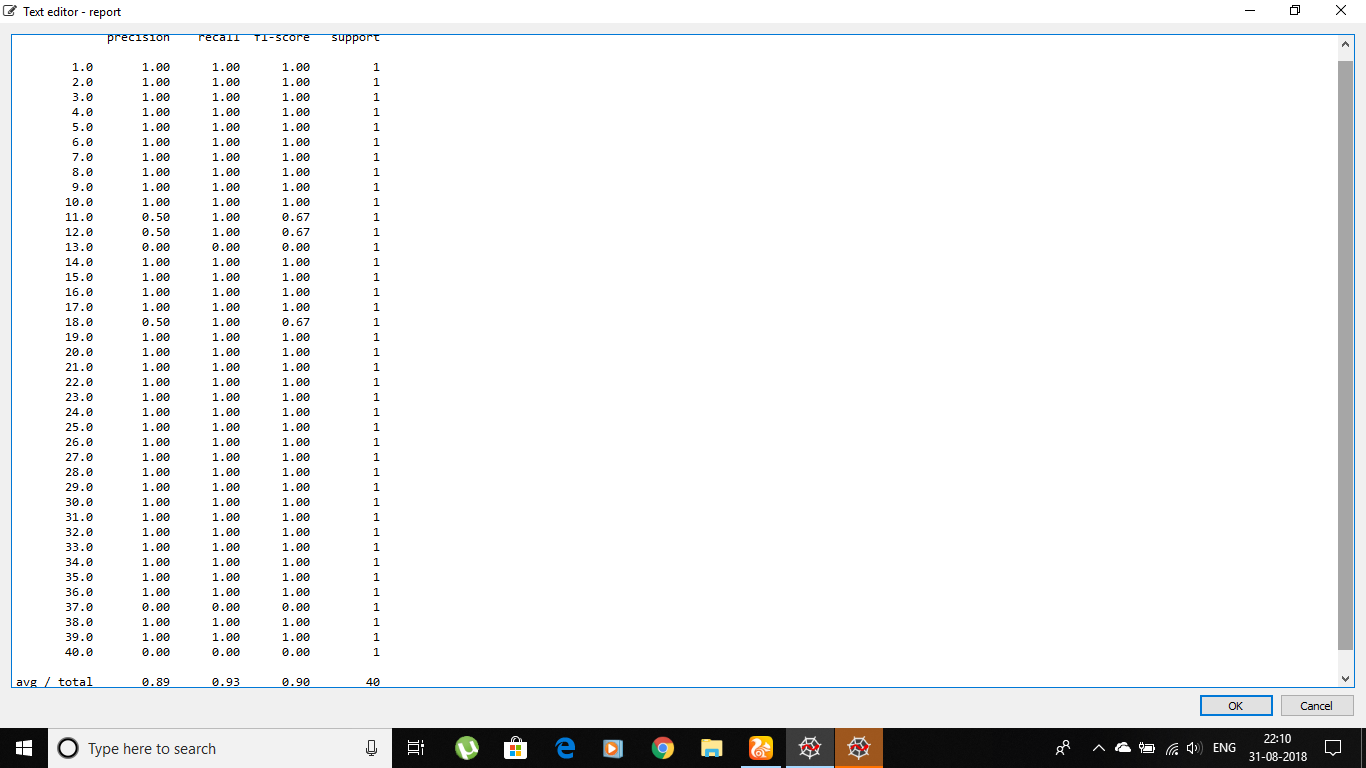 Text editor - report
precision recall f1-score support
1.0 1.00 1.00 1.00 1
2.0 1.00 1.00 1.00 1
3.0 1.00 1.00 1.00 1
4.0 1.00 1.00 1.00 1
5.0 1.00 1.00 1.00 1
6.0 1.00 1.00 1.00 1
7.0 1.00 1.00 1.00 1
8.0 1.00 1.00 1.00 1
9.0 1.00 1.00 1.00 1
10.0 1.00 1.00 1.00 1
11.0 0.50 1.00 0.67 1
12.0 0.50 1.00 0.67 1
13.0 0.00 0.00 0.00 1
14.0 1.00 1.00 1.00 1
15.0 1.00 1.00 1.00 1
16.0 1.00 1.00 1.00 1
17.0 1.00 1.00 1.00 1
18.0 0.50 1.00 0.67 1
19.0 1.00 1.00 1.00 1
20.0 1.00 1.00 1.00 1
21.0 1.00 1.00 1.00 1
22.0 1.00 1.00 1.00 1
23.0 1.00 1.00 1.00 1
24.0 1.00 1.00 1.00 1
25.0 1.00 1.00 1.00 1
26.0 1.00 1.00 1.00 1
27.0 1.00 1.00 1.00 1
28.0 1.00 1.00 1.00 1
29.0 1.00 1.00 1.00 1
30.0 1.00 1.00 1.00 1
31.0 1.00 1.00 1.00 1
32.0 1.00 1.00 1.00 1
33.0 1.00 1.00 1.00 1
34.0 1.00 1.00 1.00 1
35.0 1.00 1.00 1.00 1
36.0 1.00 1.00 1.00 1
37.0 0.00 0.00 0.00 1
38.0 1.00 1.00 1.00 1
39.0 1.00 1.00 1.00 1
40.0 0.00 0.00 0.00 1
avg / total 0.89 0.93 0.90 40
OK Cancel
Type here to search
ENG
22:10
31-08-2018